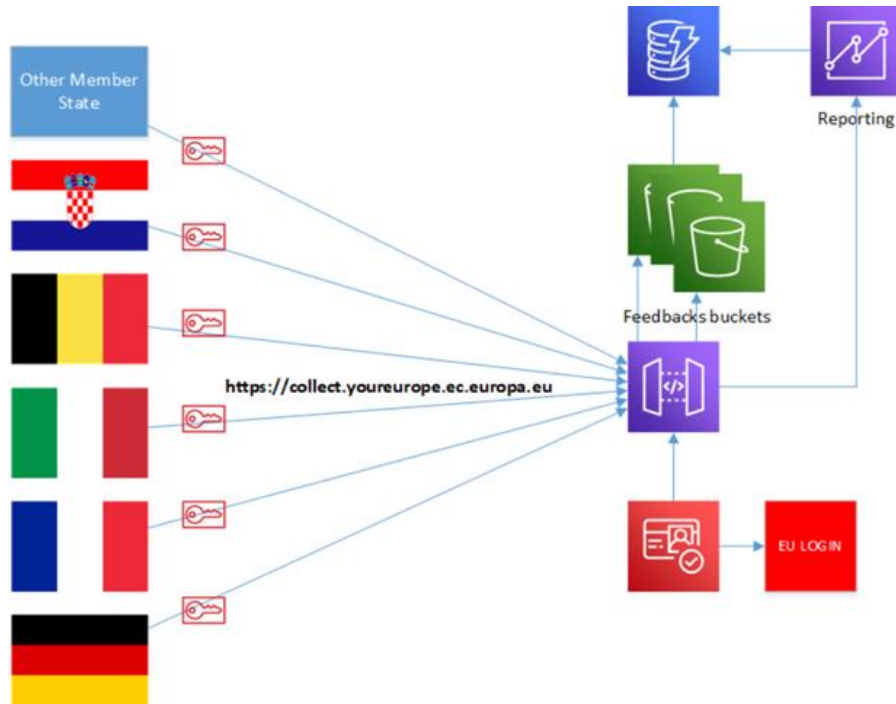 Other Member
State
Reporting
Feedbacks buckets
https://collect.youreurope.ec.europa.eu
EU LOGIN